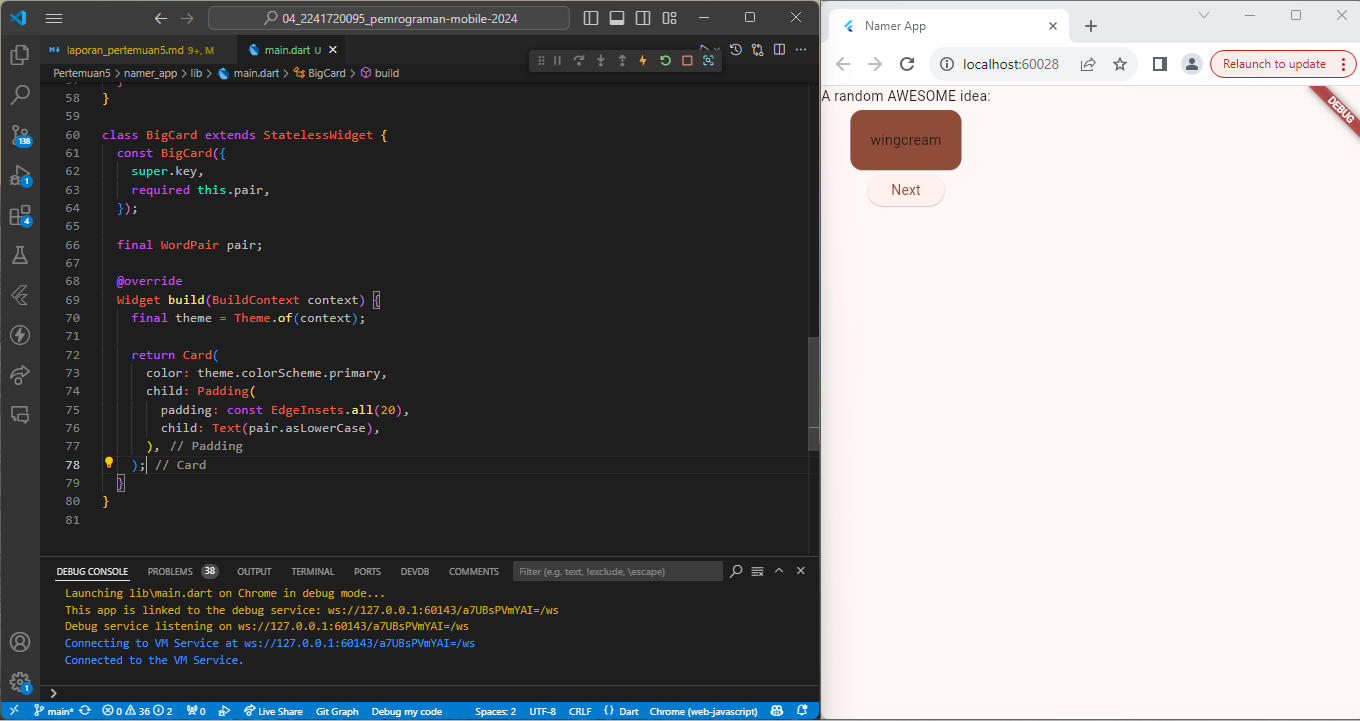 04_2241720095_pemrograman-mobile-2024
laporan_pertemuan5.md 9+, M
main.dart U
Pertemuan5 > namer_app > lib > main.dart > BigCard > build
58 }
59
60 class BigCard extends StatelessWidget {
61 const BigCard({
62 super.key,
63 required this.pair,
64 });
65
66 final WordPair pair;
67
68 @override
69 Widget build(BuildContext context) {
70 final theme = Theme.of(context);
71
72 return Card(
73 color: theme.colorScheme.primary,
74 child: Padding(
75 padding: const EdgeInsets.all(20),
76 child: Text(pair.asLowerCase),
77 ), // Padding
78 ); // Card
79 }
80 }
81
138
1
4
1
DEBUG CONSOLE PROBLEMS 38 OUTPUT TERMINAL PORTS DEVDB COMMENTS Filter (e.g. text, !exclude, \escape)
Launching lib\main.dart on Chrome in debug mode...
This app is linked to the debug service: ws://127.0.0.1:60143/a7UBsPVmYAI=/ws
Debug service listening on ws://127.0.0.1:60143/a7UBsPVmYAI=/ws
Connecting to VM Service at ws://127.0.0.1:60143/a7UBsPVmYAI=/ws
Connected to the VM Service.
main* 0 36 2 0 Live Share Git Graph Debug my code Spaces: 2 UTF-8 CRLF {} Dart Chrome (web-javascript)
Namer App
localhost:60028
Relaunch to update
A random AWESOME idea:
DEBUG
wingcream
Next